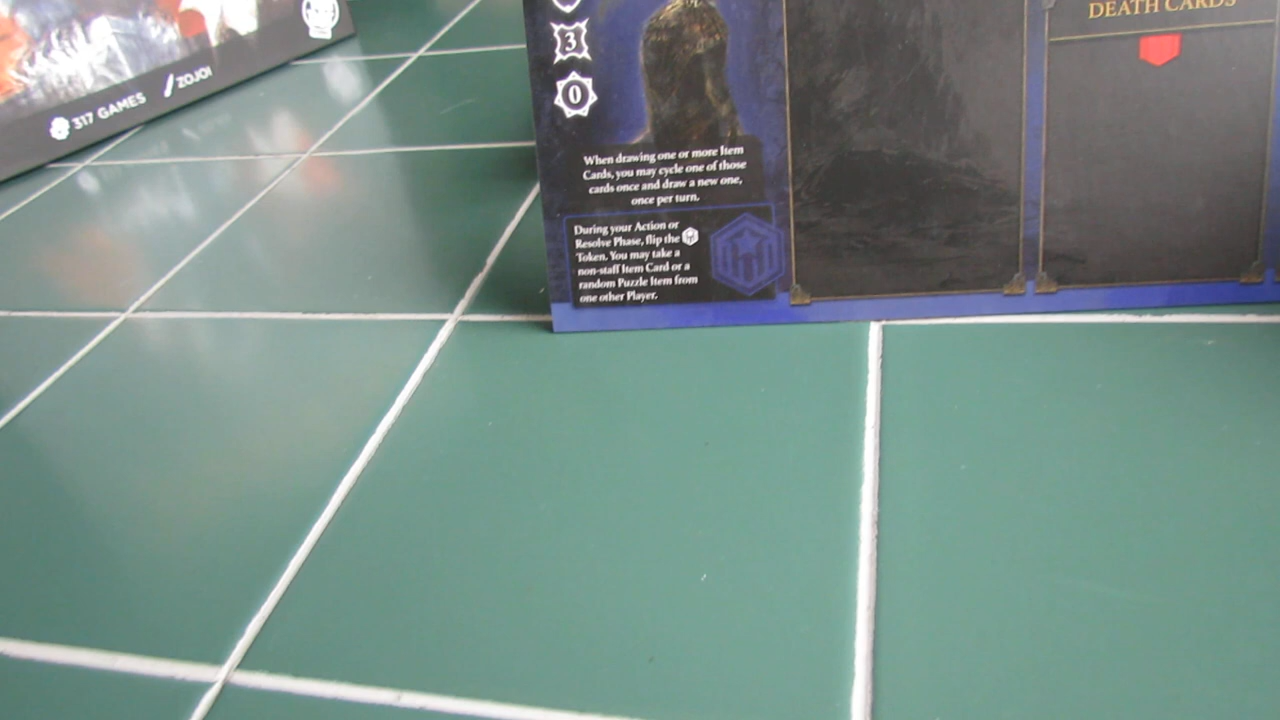 317 GAMES
ZOJOI
DEATH CARDS
3
0
When drawing one or more Item
Cards, you may cycle one of those
cards once and draw a new one,
once per turn.
During your Action or
Resolve Phase, flip the
Token. You may take a
non-staff Item Card or a
random Puzzle Item from
one other Player.